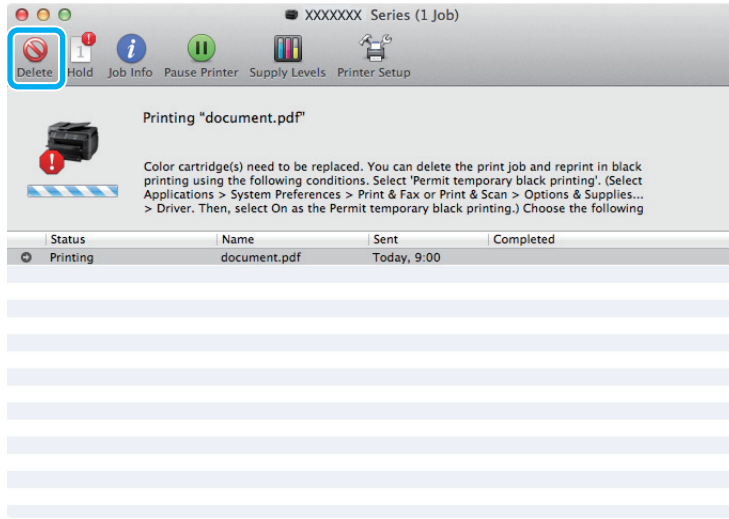 XXXXXXX Series (1 Job)
1
Delete Hold Job Info Pause Printer Supply Levels Printer Setup
Printing "document.pdf"
Color cartridge(s) need to be replaced. You can delete the print job and reprint in black
printing using the following conditions. Select 'Permit temporary black printing'. (Select
Applications > System Preferences > Print & Fax or Print & Scan > Options & Supplies...
> Driver. Then, select On as the Permit temporary black printing.) Choose the following
Status Name Sent Completed
Printing document.pdf Today, 9:00